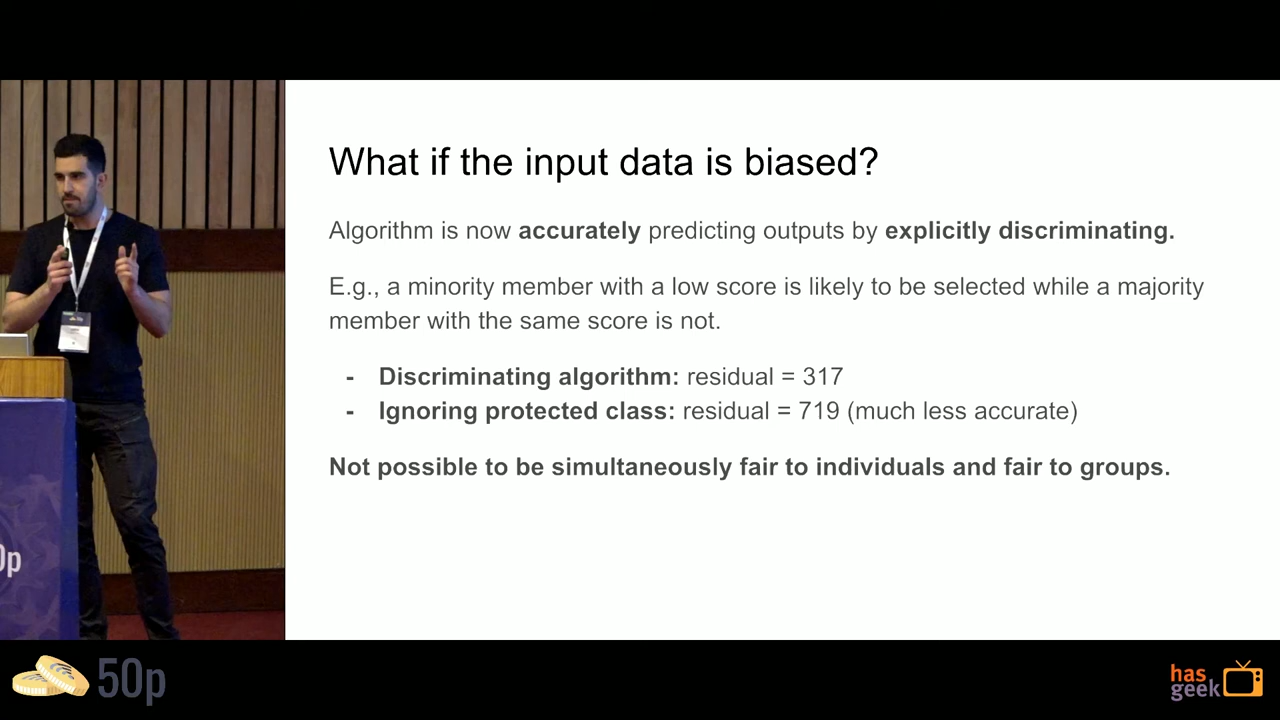 What if the input data is biased?
Algorithm is now accurately predicting outputs by explicitly discriminating.
E.g., a minority member with a low score is likely to be selected while a majority
member with the same score is not.
- Discriminating algorithm: residual = 317
- Ignoring protected class: residual = 719 (much less accurate)
Not possible to be simultaneously fair to individuals and fair to groups.
0p
50p
has
geek